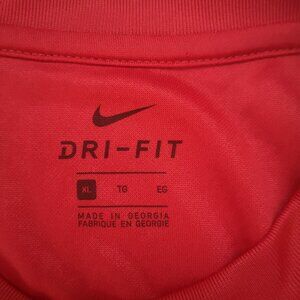 DRI-FIT
XL TG EG
MADE IN GEORGIA
FABRIQUE EN GEORGIE